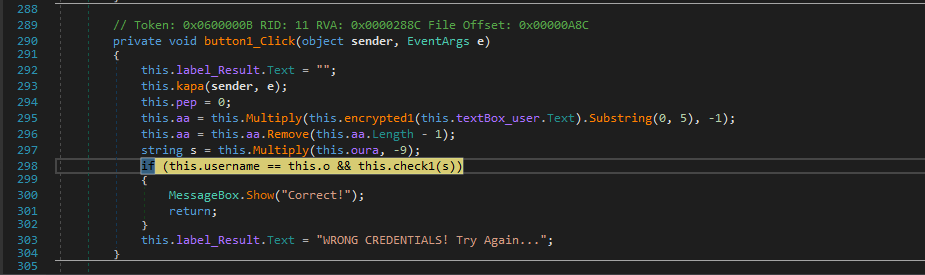 288
289 // Token: 0x0600000B RID: 11 RVA: 0x0000288C File Offset: 0x00000A8C
290 private void button1_Click(object sender, EventArgs e)
291 {
292 this.label_Result.Text = "";
293 this.kapa(sender, e);
294 this.pep = 0;
295 this.aa = this.Multiply(this.encrypted1(this.textBox_user.Text).Substring(0, 5), -1);
296 this.aa = this.aa.Remove(this.aa.Length - 1);
297 string s = this.Multiply(this.oura, -9);
298 if (this.username == this.o && this.check1(s))
299 {
300 MessageBox.Show("Correct!");
301 return;
302 }
303 this.label_Result.Text = "WRONG CREDENTIALS! Try Again...";
304 }
305